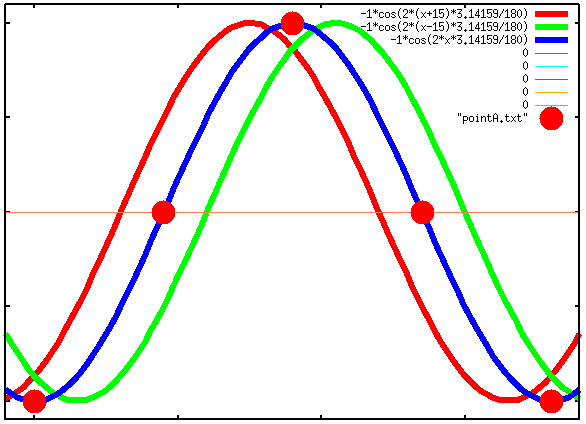 -1*cos(2*(x+15)*3.14159/180)
-1*cos(2*(x-15)*3.14159/180)
-1*cos(2*x*3.14159/180)
0
0
0
0
0
"pointA.txt"